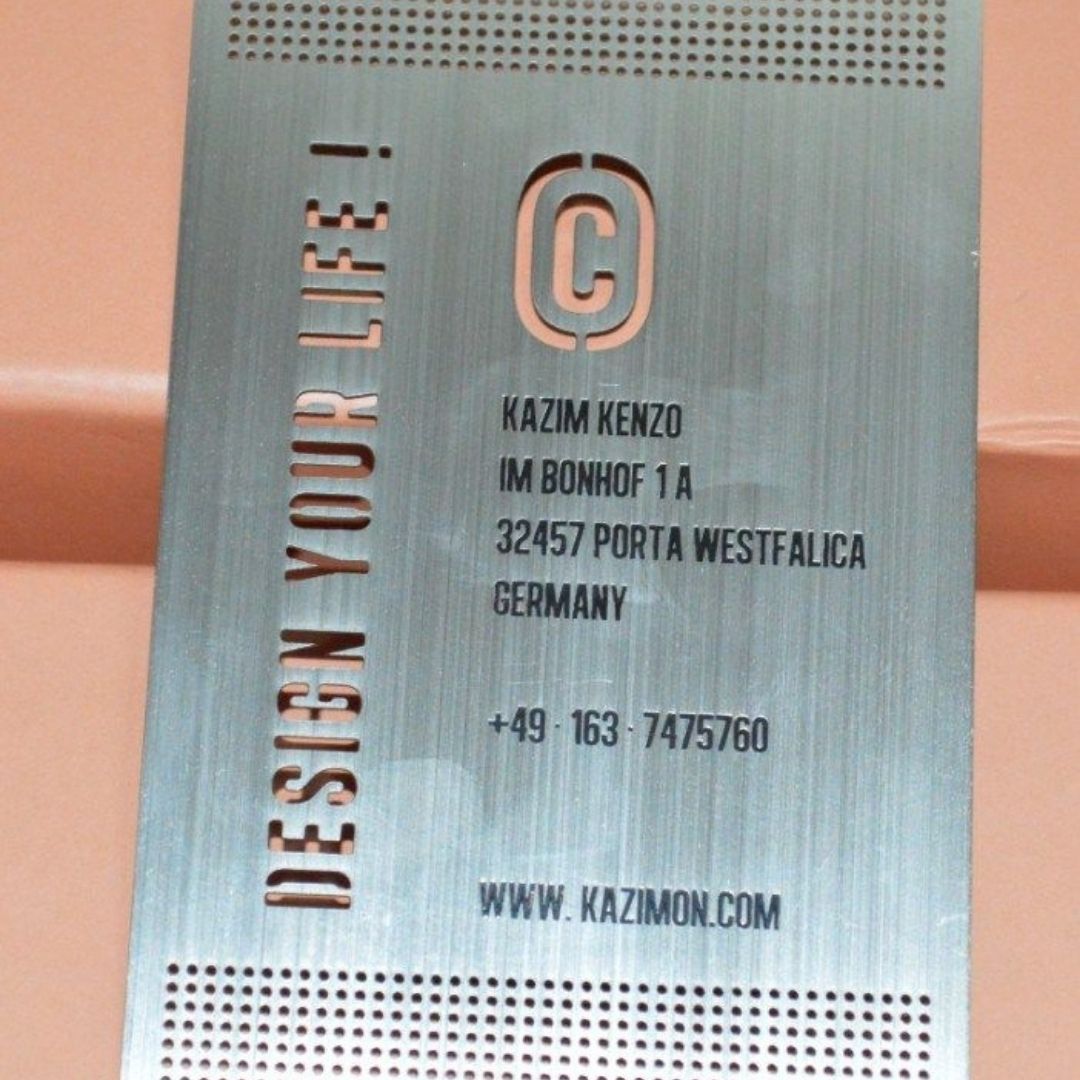 DESIGN YOUR LIFE !
C
KAZIM KENZO
IM BONHOF 1 A
32457 PORTA WESTFALICA
GERMANY
+49 · 163 · 7475760
WWW. KAZIMON.COM